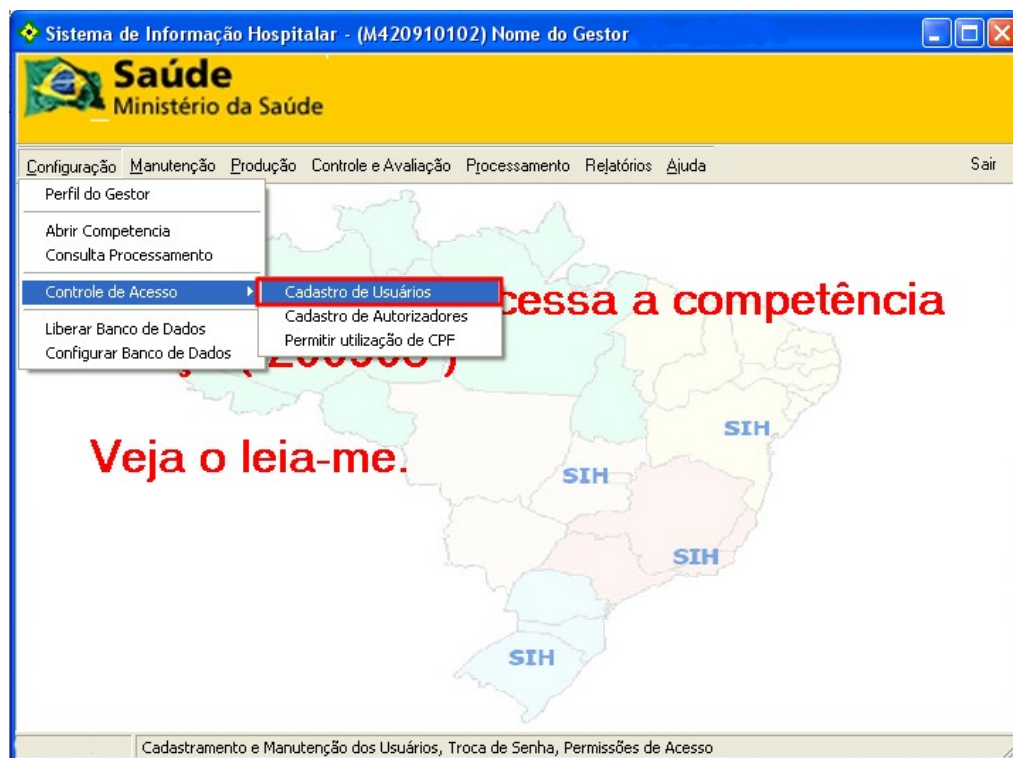 Sistema de Informação Hospitalar - (M420910102) Nome do Gestor
Saúde
Ministério da Saúde
Configuração Manutenção Produção Controle e Avaliação Processamento Relatórios Ajuda Sair
Perfil do Gestor
Abrir Competencia
Consulta Processamento
Controle de Acesso
Liberar Banco de Dados
Configurar Banco de Dados
Cadastro de Usuários
Cadastro de Autorizadores
Permitir utilização de CPF
a competência
Veja o leia-me.
SIH
SIH
SIH
SIH
Cadastramento e Manutenção dos Usuários, Troca de Senha, Permissões de Acesso